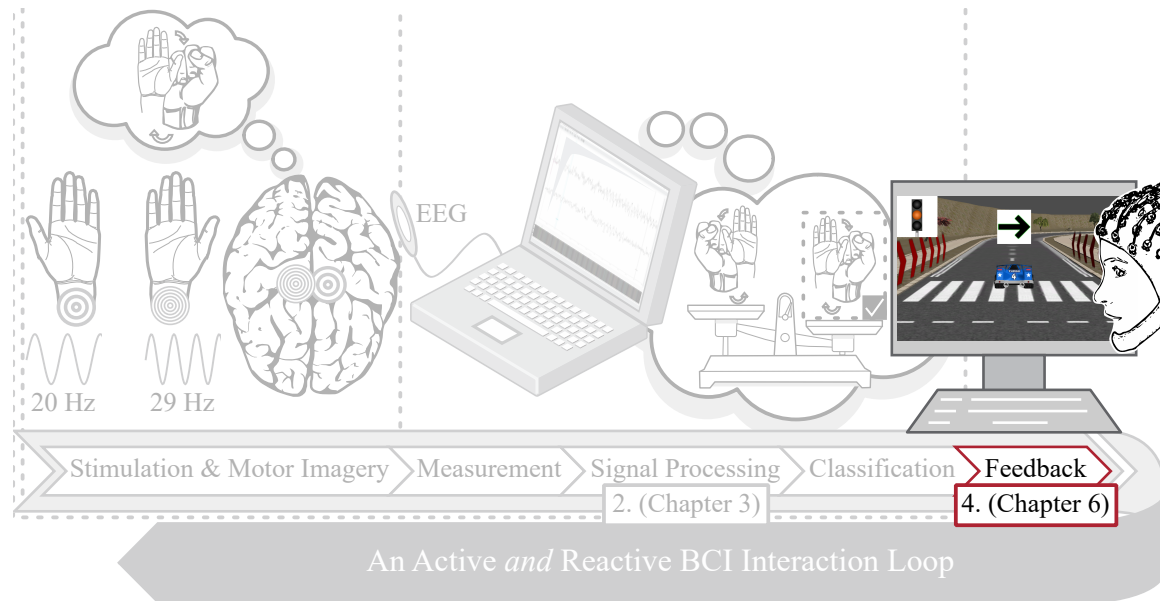 EEG
20 Hz
29 Hz
4
Stimulation & Motor Imagery
Measurement
Signal Processing
Classification
Feedback
2. (Chapter 3)
4. (Chapter 6)
An Active and Reactive BCI Interaction Loop